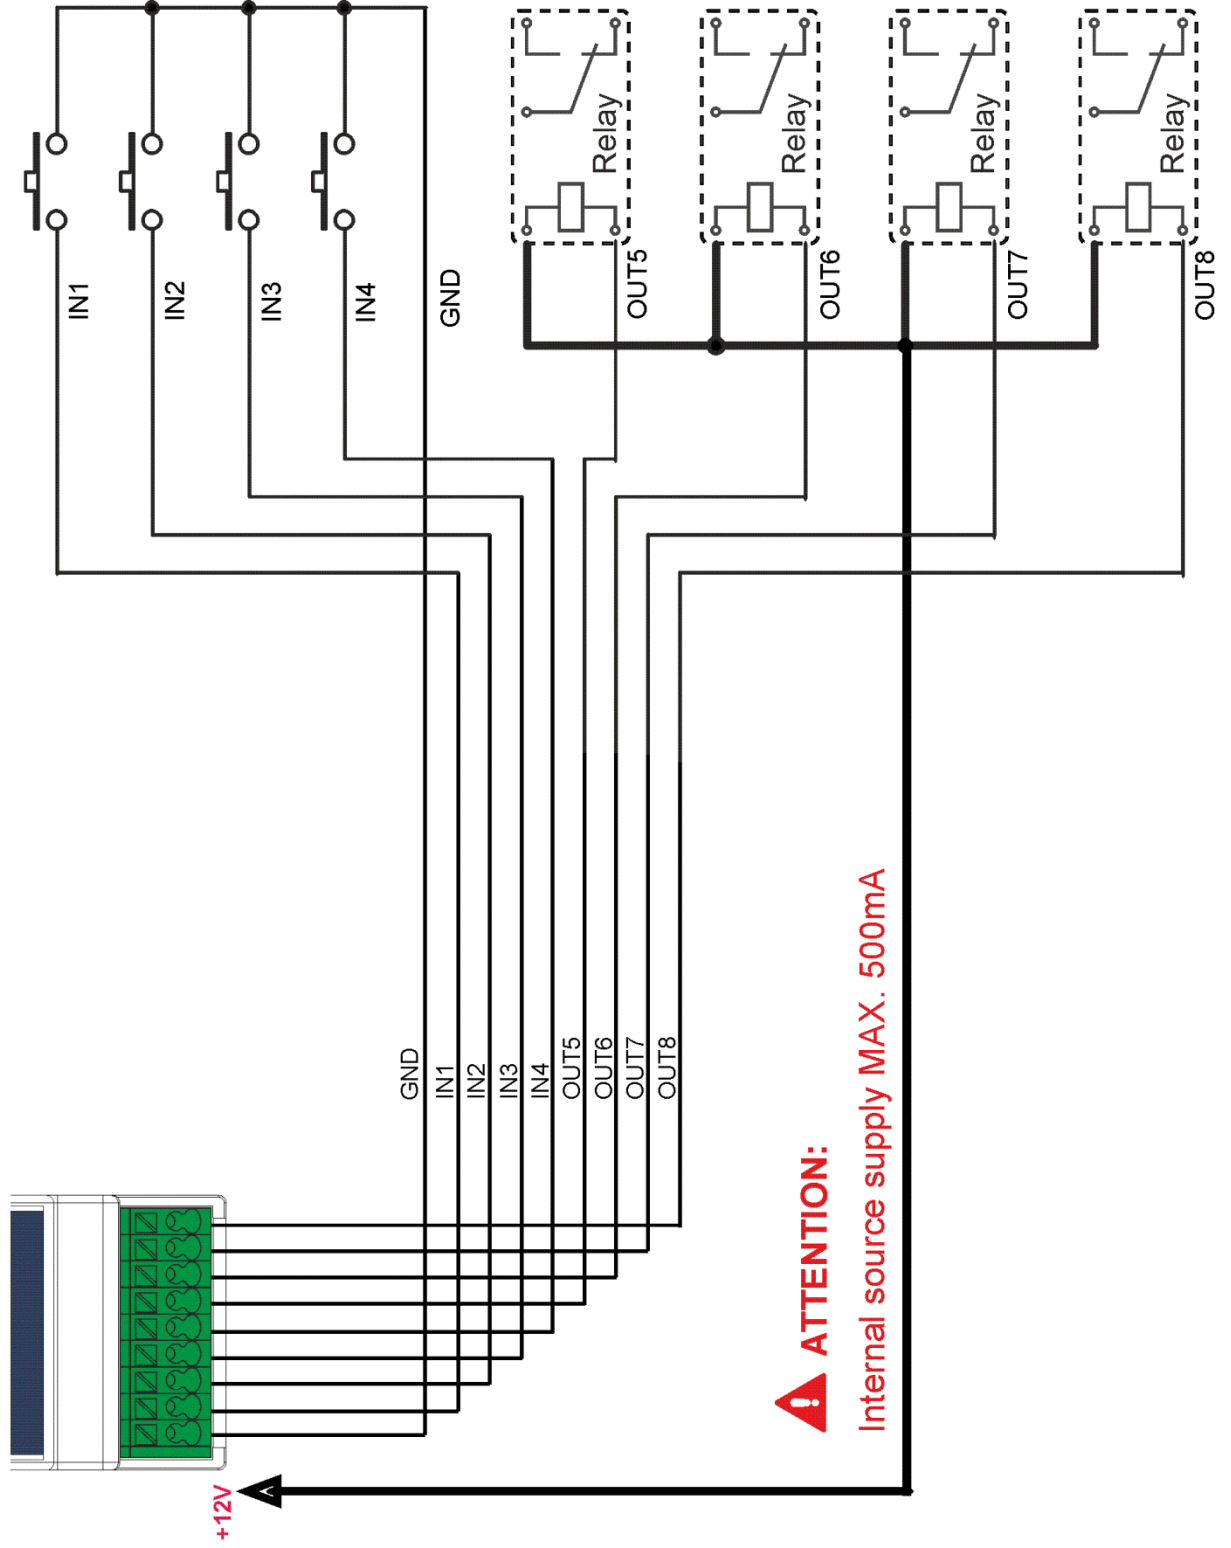 IN1
IN2
IN3
IN4
GND
Relay
OUT5
Relay
OUT6
Relay
OUT7
Relay
OUT8
GND
IN1
IN2
IN3
IN4
OUT5
OUT6
OUT7
OUT8
ATTENTION:
Internal source supply MAX. 500mA
+12V